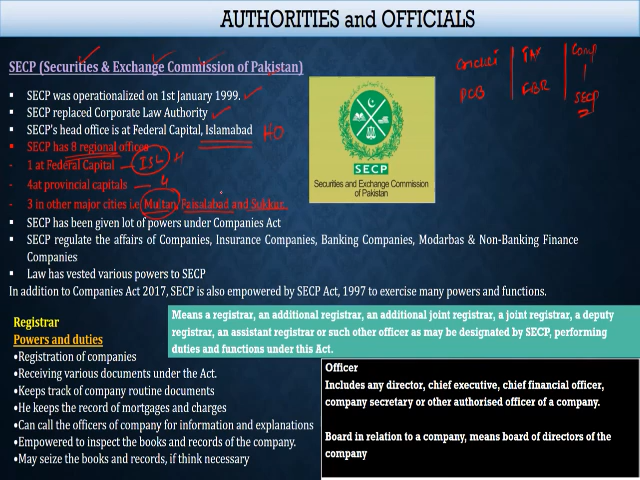 AUTHORITIES and OFFICIALS
SECP (Securities & Exchange Commission of Pakistan)
SECP was operationalized on 1st January 1999.
SECP replaced Corporate Law Authority
SECP's head office is at Federal Capital, Islamabad HO
SECP has 8 regional offices
- 1 at Federal Capital ISL H
- 4at provincial capitals 4
- 3 in other major cities i.e Multan, Faisalabad and Sukkur.
SECP has been given lot of powers under Companies Act
SECP regulate the affairs of Companies, Insurance Companies, Banking Companies, Modarbas & Non-Banking Finance
Companies
Law has vested various powers to SECP
In addition to Companies Act 2017, SECP is also empowered by SECP Act, 1997 to exercise many powers and functions.
TAX Comp
PCB FBR SECP
SECP
Securities and Exchange Commission
of Pakistan
Registrar
Powers and duties
•Registration of companies
•Receiving various documents under the Act.
•Keeps track of company routine documents
•He keeps the record of mortgages and charges
•Can call the officers of company for information and explanations
•Empowered to inspect the books and records of the company.
•May seize the books and records, if think necessary
Means a registrar, an additional registrar, an additional joint registrar, a joint registrar, a deputy
registrar, an assistant registrar or such other officer as may be designated by SECP, performing
duties and functions under this Act.
Officer
Includes any director, chief executive, chief financial officer,
company secretary or other authorised officer of a company.
Board in relation to a company, means board of directors of the
company